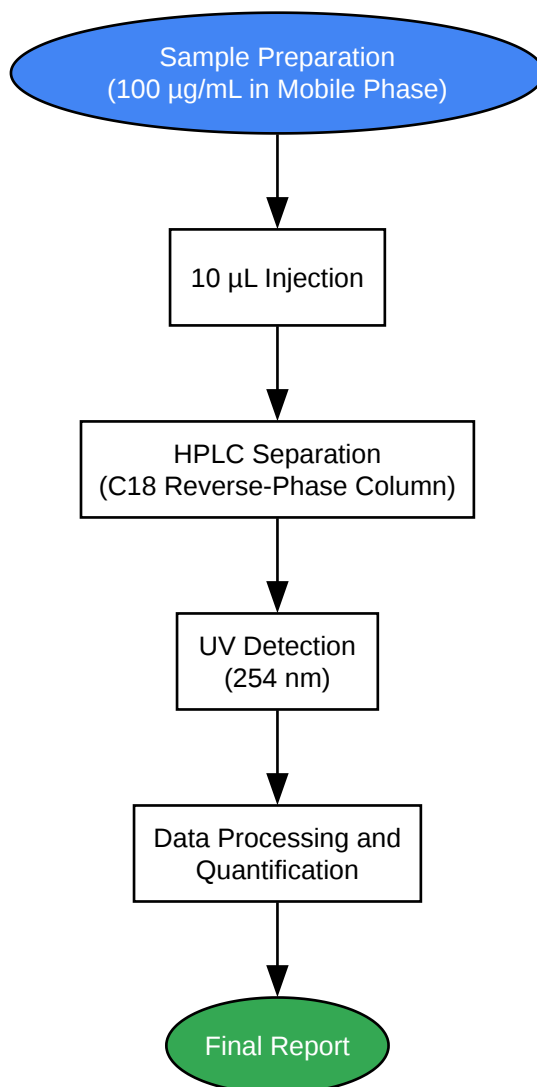 Sample Preparation
(100 µg/mL in Mobile Phase)
10 µL Injection
HPLC Separation
(C18 Reverse-Phase Column)
UV Detection
(254 nm)
Data Processing and
Quantification
Final Report